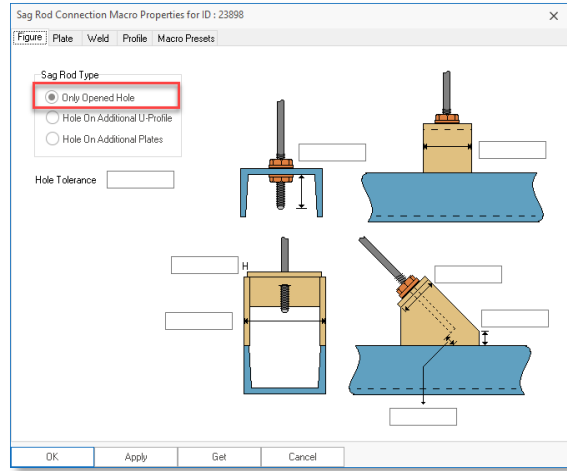 Sag Rod Connection Macro Properties for ID : 23898
Figure Plate Weld Profile Macro Presets
Sag Rod Type
Only Opened Hole
Hole On Additional U-Profile
Hole On Additional Plates
Hole Tolerance
OK Apply Get Cancel